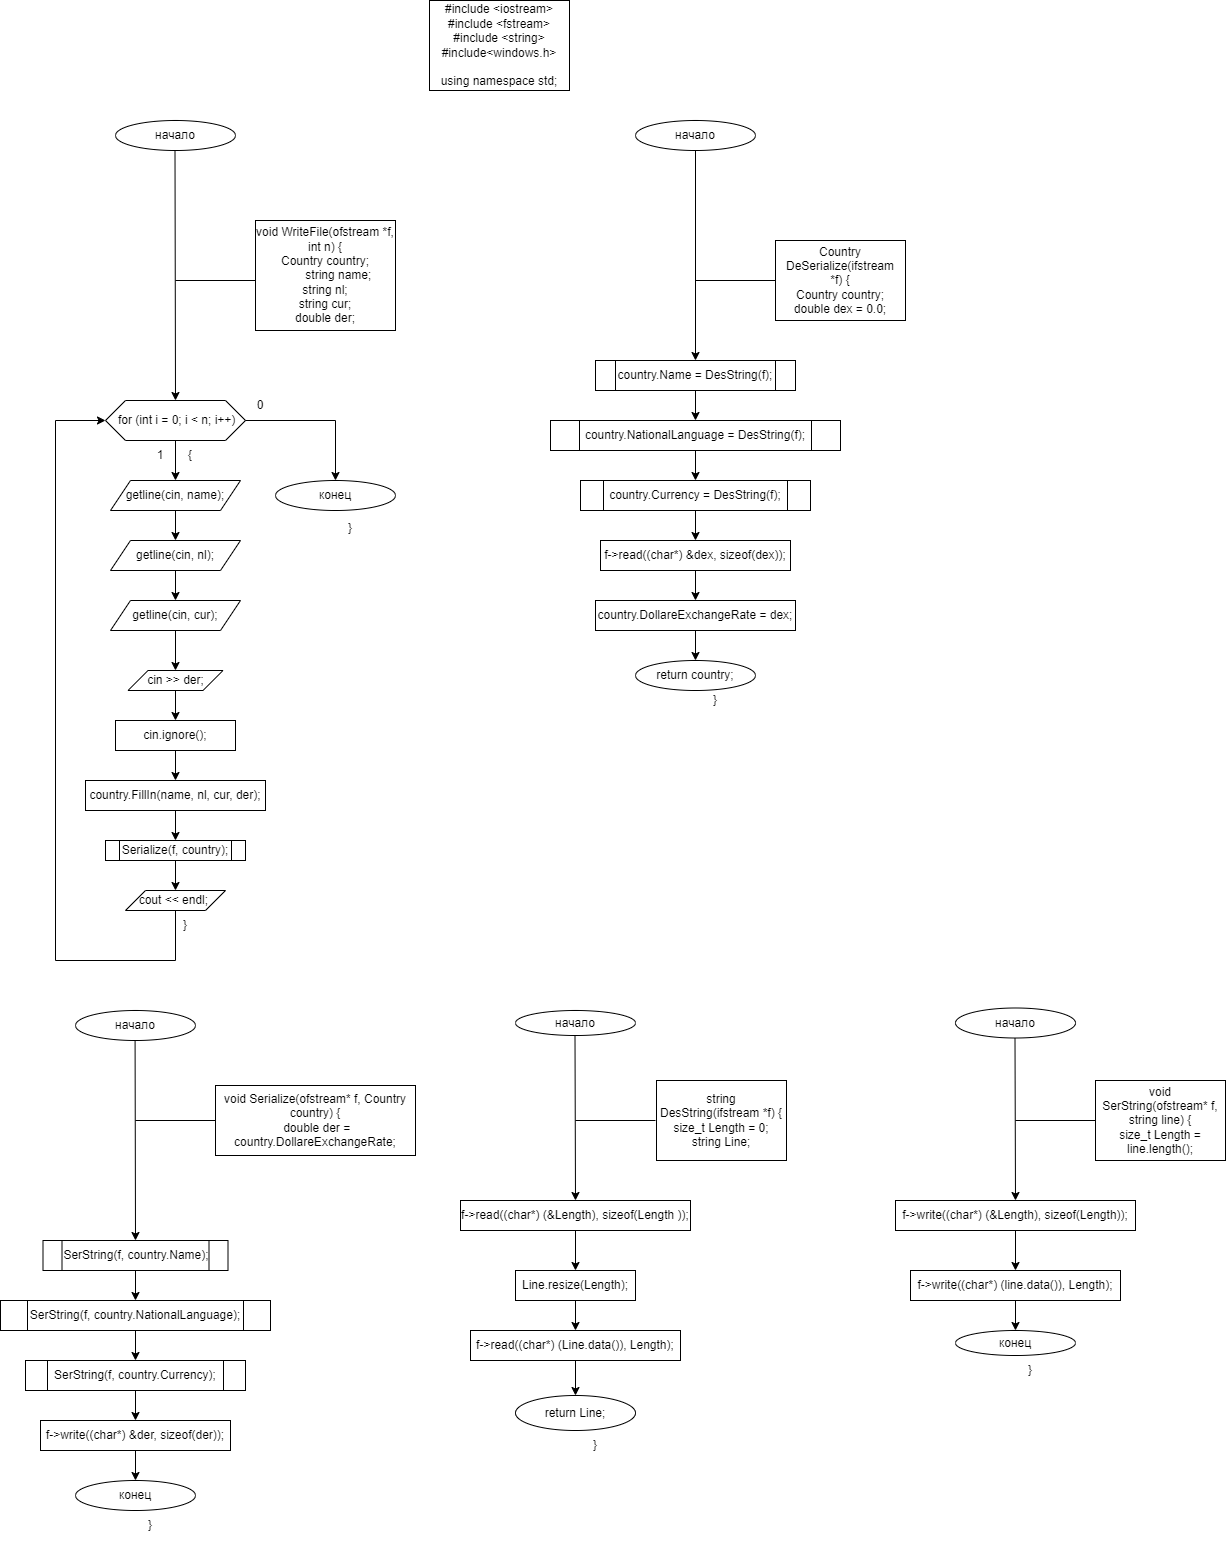 #include <iostream>
#include <fstream>
#include <string>
#include<windows.h>
using namespace std;
начало
void WriteFile(ofstream *f,
int n) {
Country country;
string name;
string nl;
string cur;
double der;
for (int i = 0; i < n; i++)
0
1
{
getline(cin, name);
конец
}
getline(cin, nl);
getline(cin, cur);
cin >> der;
cin.ignore();
country.FillIn(name, nl, cur, der);
Serialize(f, country);
cout << endl;
}
начало
Country
DeSerialize(ifstream
*f) {
Country country;
double dex = 0.0;
country.Name = DesString(f);
country.NationalLanguage = DesString(f);
country.Currency = DesString(f);
f->read((char*) &dex, sizeof(dex));
country.DollareExchangeRate = dex;
return country;
}
начало
void Serialize(ofstream* f, Country
country) {
double der =
country.DollareExchangeRate;
SerString(f, country.Name);
SerString(f, country.NationalLanguage);
SerString(f, country.Currency);
f->write((char*) &der, sizeof(der));
конец
}
начало
string
DesString(ifstream *f) {
size_t Length = 0;
string Line;
f->read((char*) (&Length), sizeof(Length ));
Line.resize(Length);
f->read((char*) (Line.data()), Length);
return Line;
}
начало
void
SerString(ofstream* f,
string line) {
size_t Length =
line.length();
f->write((char*) (&Length), sizeof(Length));
f->write((char*) (line.data()), Length);
конец
}